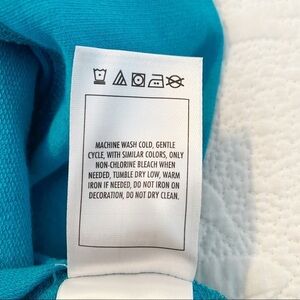 MACHINE WASH COLD, GENTLE
CYCLE, WITH SIMILAR COLORS, ONLY
NON-CHLORINE BLEACH WHEN
NEEDED, TUMBLE DRY LOW, WARM
IRON IF NEEDED, DO NOT IRON ON
DECORATION, DO NOT DRY CLEAN.